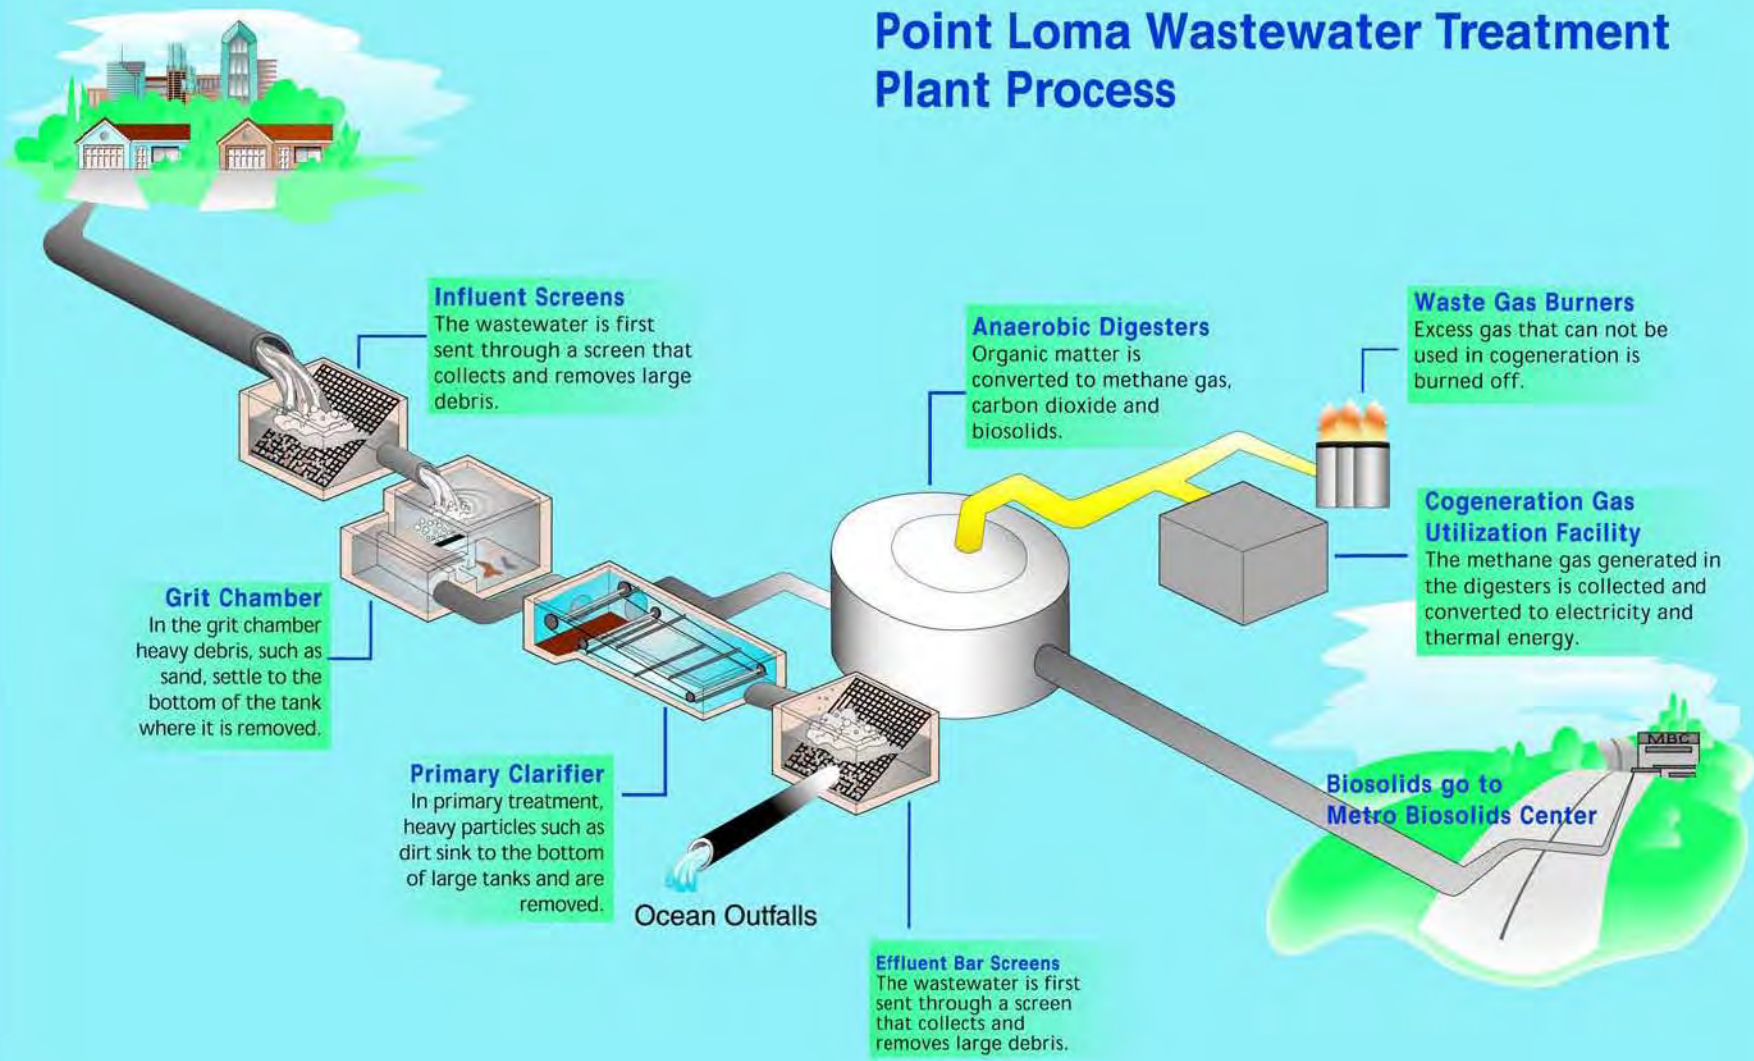 Point Loma Wastewater Treatment
Plant Process
Influent Screens
The wastewater is first
sent through a screen that
collects and removes large
debris.
Anaerobic Digesters
Organic matter is
converted to methane gas,
carbon dioxide and
biosolids.
Waste Gas Burners
Excess gas that can not be
used in cogeneration is
burned off.
Cogeneration Gas
Utilization Facility
The methane gas generated in
the digesters is collected and
converted to electricity and
thermal energy.
Grit Chamber
In the grit chamber
heavy debris, such as
sand, settle to the
bottom of the tank
where it is removed.
Primary Clarifier
In primary treatment,
heavy particles such as
dirt sink to the bottom
of large tanks and are
removed.
MBC
Biosolids go to
Metro Biosolids Center
Ocean Outfalls
Effluent Bar Screens
The wastewater is first
sent through a screen
that collects and
removes large debris.